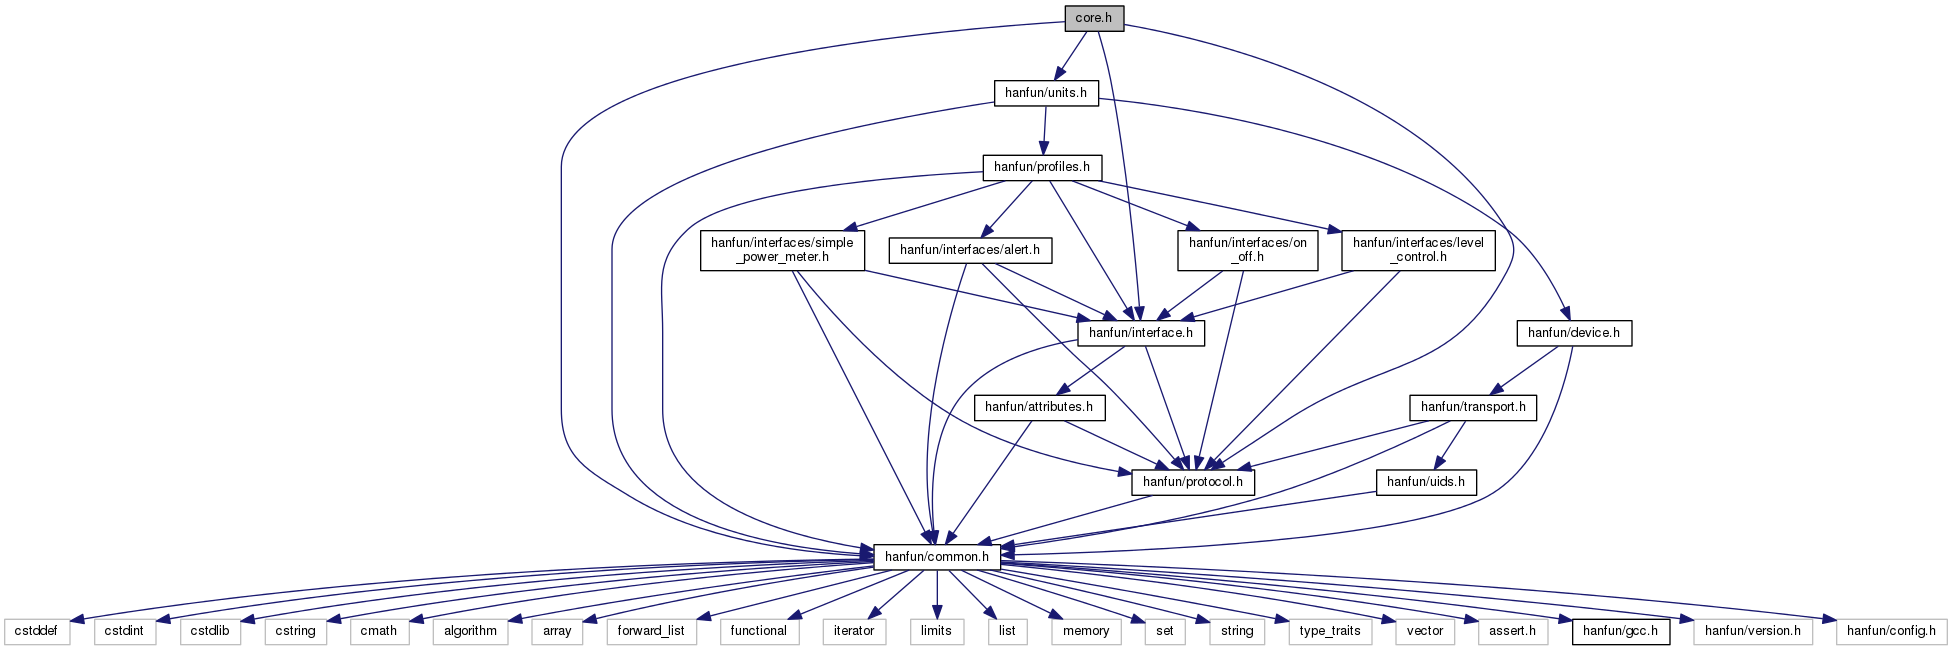 core.h
hanfun/units.h
hanfun/profiles.h
hanfun/interfaces/simple
_power_meter.h
hanfun/interfaces/alert.h
hanfun/interfaces/on
_off.h
hanfun/interfaces/level
_control.h
hanfun/interface.h
hanfun/device.h
hanfun/attributes.h
hanfun/transport.h
hanfun/protocol.h
hanfun/uids.h
hanfun/common.h
cstddef
cstdint
cstdlib
cstring
cmath
algorithm
array
forward_list
functional
iterator
limits
list
memory
set
string
type_traits
vector
assert.h
hanfun/gcc.h
hanfun/version.h
hanfun/config.h